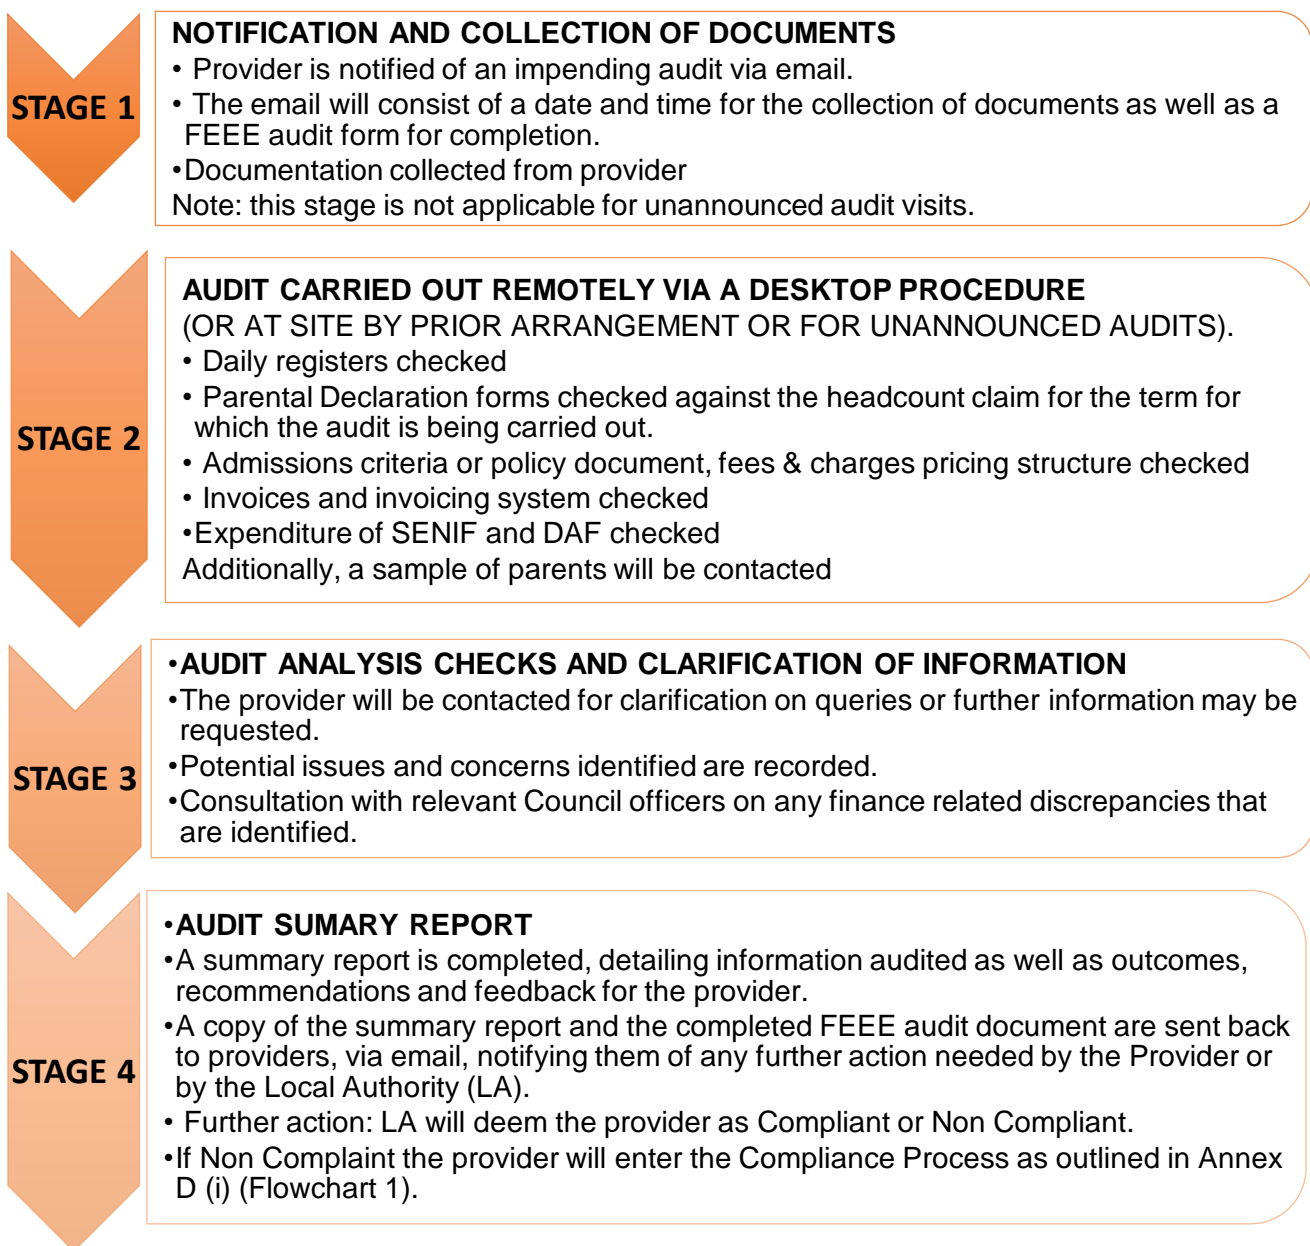 STAGE 1
NOTIFICATION AND COLLECTION OF DOCUMENTS
• Provider is notified of an impending audit via email.
• The email will consist of a date and time for the collection of documents as well as a
FEEE audit form for completion.
•Documentation collected from provider
Note: this stage is not applicable for unannounced audit visits.
STAGE 2
AUDIT CARRIED OUT REMOTELY VIA A DESKTOP PROCEDURE
(OR AT SITE BY PRIOR ARRANGEMENT OR FOR UNANNOUNCED AUDITS).
• Daily registers checked
• Parental Declaration forms checked against the headcount claim for the term for
which the audit is being carried out.
• Admissions criteria or policy document, fees & charges pricing structure checked
• Invoices and invoicing system checked
•Expenditure of SENIF and DAF checked
Additionally, a sample of parents will be contacted
STAGE 3
•AUDIT ANALYSIS CHECKS AND CLARIFICATION OF INFORMATION
•The provider will be contacted for clarification on queries or further information may be
requested.
•Potential issues and concerns identified are recorded.
•Consultation with relevant Council officers on any finance related discrepancies that
are identified.
STAGE 4
•AUDIT SUMARY REPORT
•A summary report is completed, detailing information audited as well as outcomes,
recommendations and feedback for the provider.
•A copy of the summary report and the completed FEEE audit document are sent back
to providers, via email, notifying them of any further action needed by the Provider or
by the Local Authority (LA).
• Further action: LA will deem the provider as Compliant or Non Compliant.
•If Non Complaint the provider will enter the Compliance Process as outlined in Annex
D (i) (Flowchart 1).